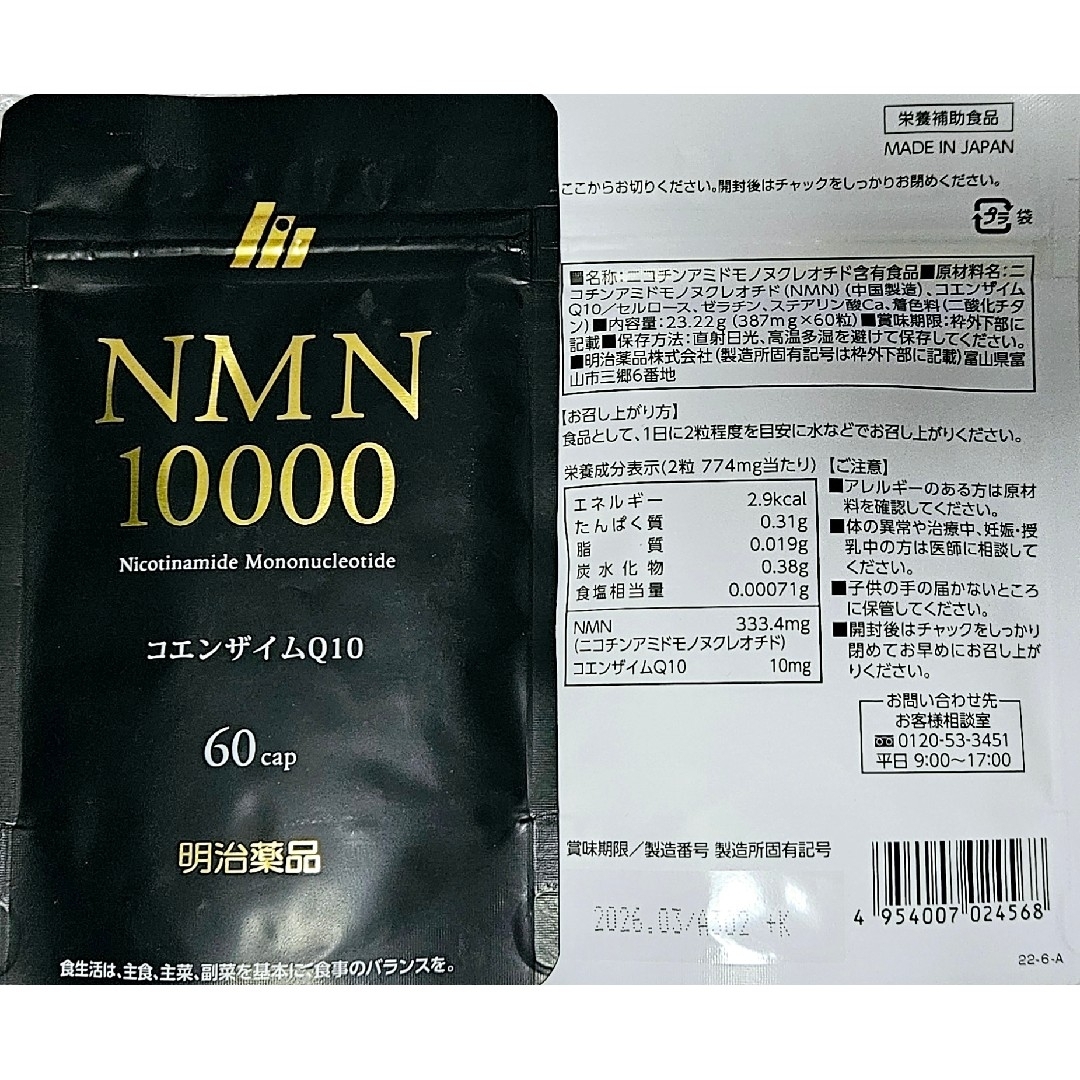 NMN
10000
Nicotinamide Mononucleotide
コエンザイムQ10
60 cap
明治薬品
食生活は、主食、主菜、副菜を基本に、食事のバランスを。
栄養補助食品
MADE IN JAPAN
ここからお切りください。開封後はチャックをしっかりお閉めください。
プラ 袋
■名称:ニコチンアミドモノヌクレオチド含有食品■原材料名:ニ
コチンアミドモノヌクレオチド(NMN)(中国製造)、コエンザイム
Q10/セルロース、ゼラチン、ステアリン酸Ca、着色料(二酸化チタ
ン)■内容量:23.22g(387mg×60粒)■賞味期限:枠外下部に
記載■保存方法:直射日光、高温多湿を避けて保存してください。
■明治薬品株式会社(製造所固有記号は枠外下部に記載)富山県富
山市三郷6番地
【お召し上がり方】
食品として、1日に2粒程度を目安に水などでお召し上がりください。
栄養成分表示(2粒 774mg当たり)
エネルギー 2.9kcal
たんぱく質 0.31g
脂質 0.019g
炭水化物 0.38g
食塩相当量 0.00071g
NMN 333.4mg
(ニコチンアミドモノヌクレオチド)
コエンザイムQ10 10mg
【ご注意】
■アレルギーのある方は原材
料を確認してください。
■体の異常や治療中、妊娠・授
乳中の方は医師に相談して
ください。
■子供の手の届かないところ
に保管してください。
■開封後はチャックをしっかり
閉めてお早めにお召し上が
りください。
お問い合わせ先
お客様相談室
0120-53-3451
平日 9:00〜17:00
賞味期限/製造番号 製造所固有記号
2026.03/ +K
4 954007 024568
22-6-A